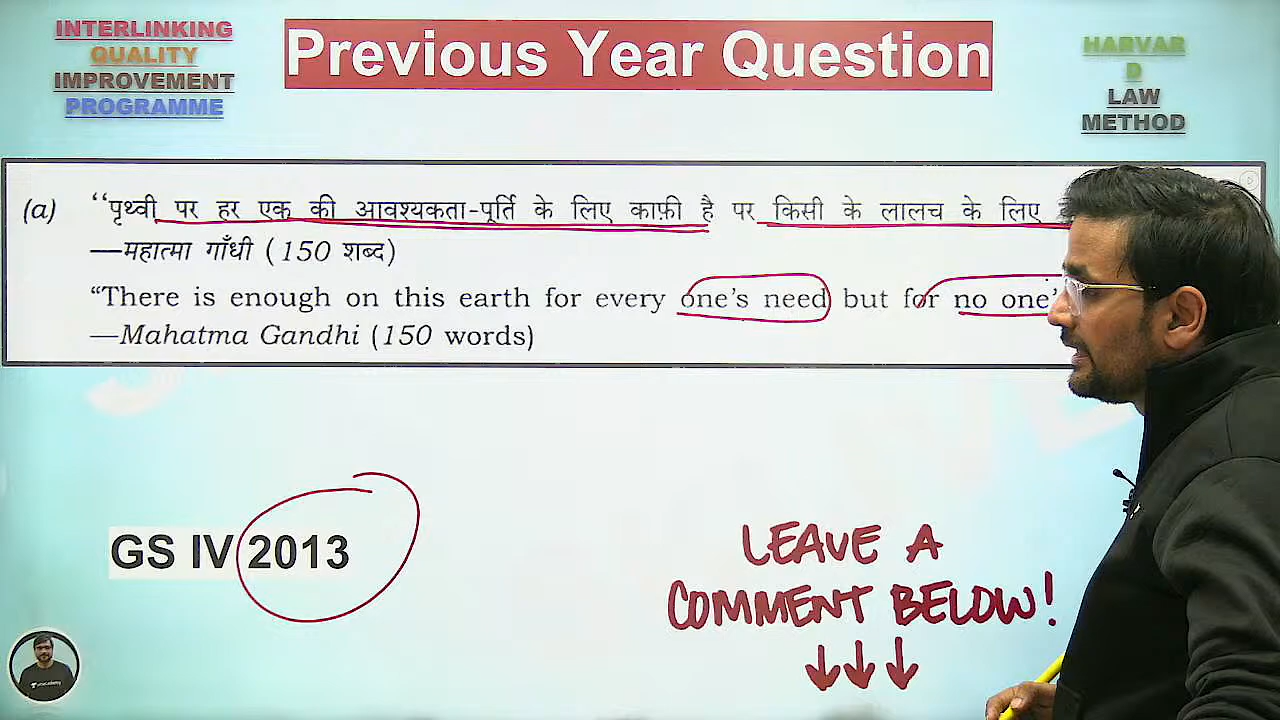 INTERLINKING
QUALITY
IMPROVEMENT
PROGRAMME
Previous Year Question
HARVAR
D
LAW
METHOD
(a) “पृथ्वी पर हर एक की आवश्यकता-पूर्ति के लिए काफ़ी है पर किसी के लालच के लिए
—महात्मा गाँधी (150 शब्द)
“There is enough on this earth for every one’s need but for no one’
—Mahatma Gandhi (150 words)
GS IV 2013
LEAVE A
COMMENT BELOW!